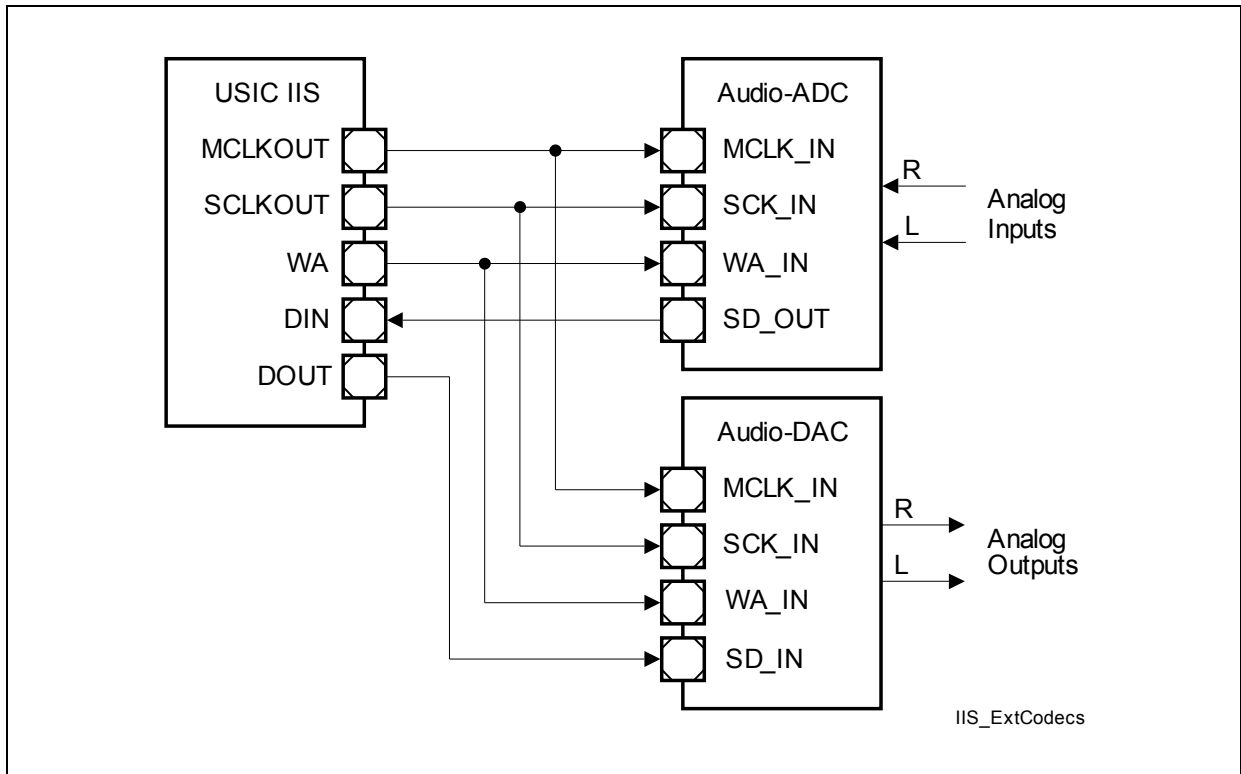 USIC IIS
MCLKOUT
SCLKOUT
WA
DIN
DOUT
Audio-ADC
MCLK_IN
SCK_IN
WA_IN
SD_OUT
R
L
Analog
Inputs
Audio-DAC
MCLK_IN
SCK_IN
WA_IN
SD_IN
R
L
Analog
Outputs
IIS_ExtCodecs